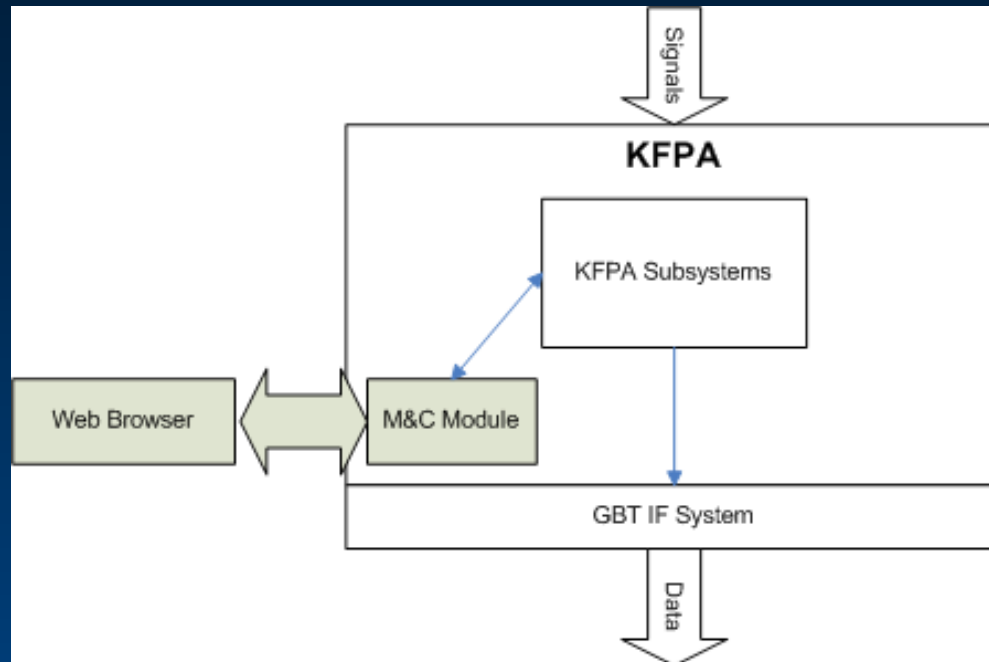 Signals
KFPA
KFPA Subsystems
Web Browser
M&C Module
GBT IF System
Data